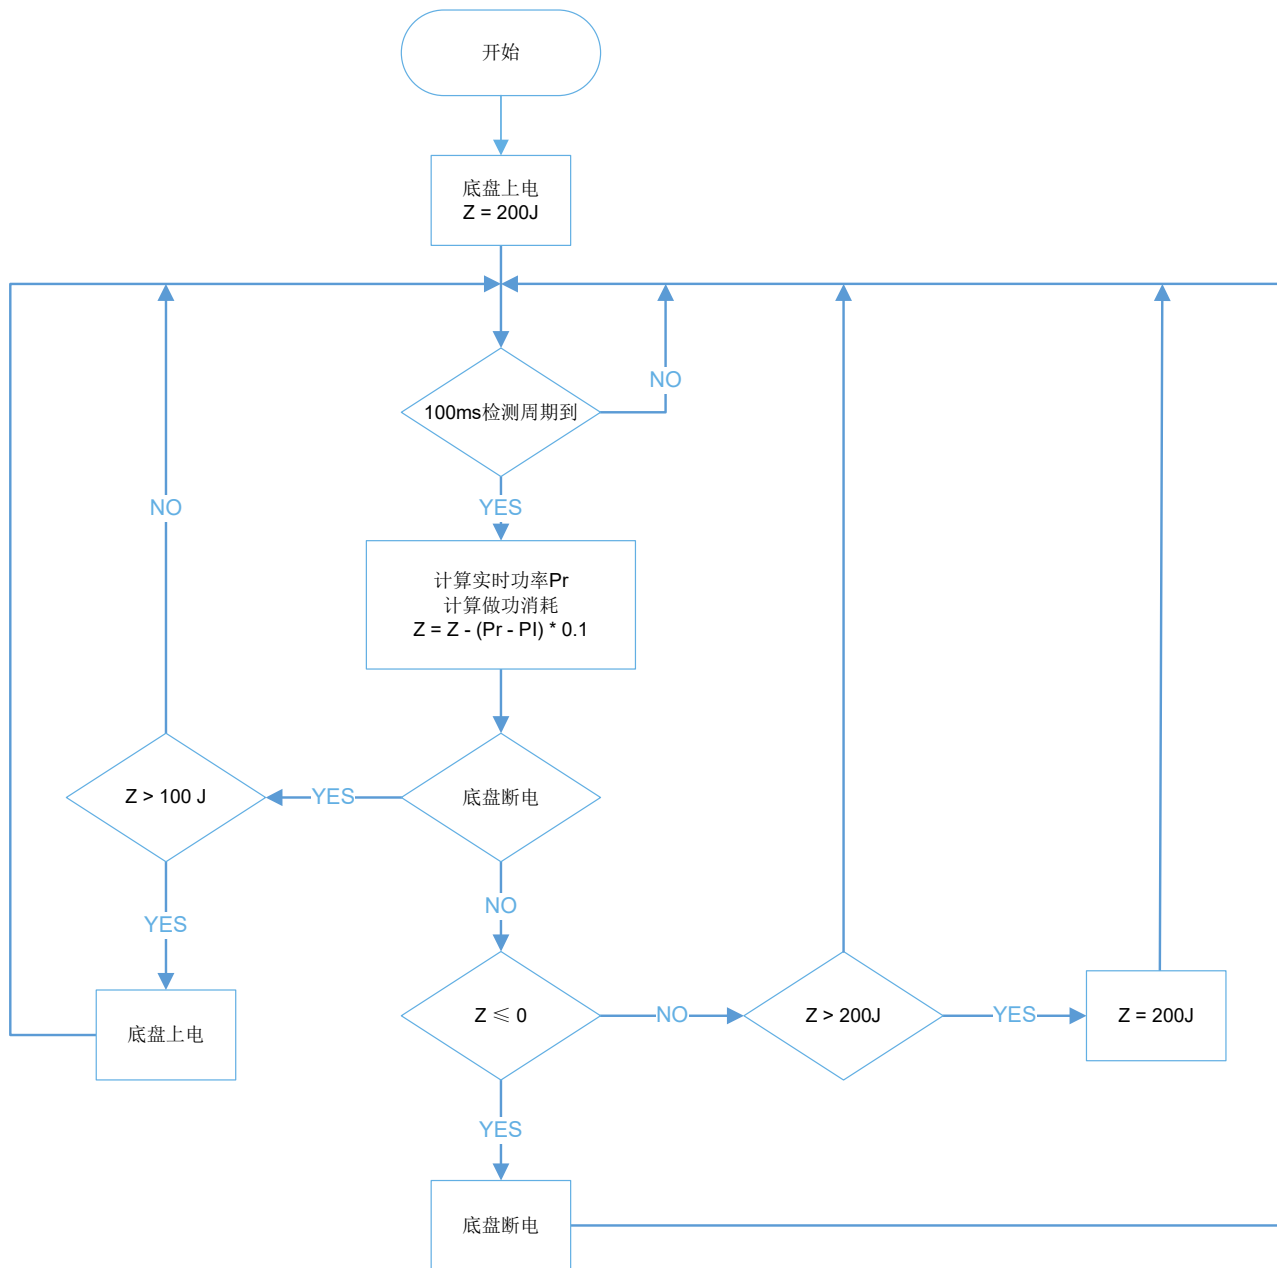 开始
底盘上电
Z = 200J
100ms检测周期到
NO
YES
计算实时功率Pr
计算做功消耗
Z = Z - (Pr - PI) * 0.1
NO
Z > 100 J
YES
底盘断电
YES
NO
底盘上电
Z ≤ 0
NO
Z > 200J
YES
Z = 200J
YES
底盘断电